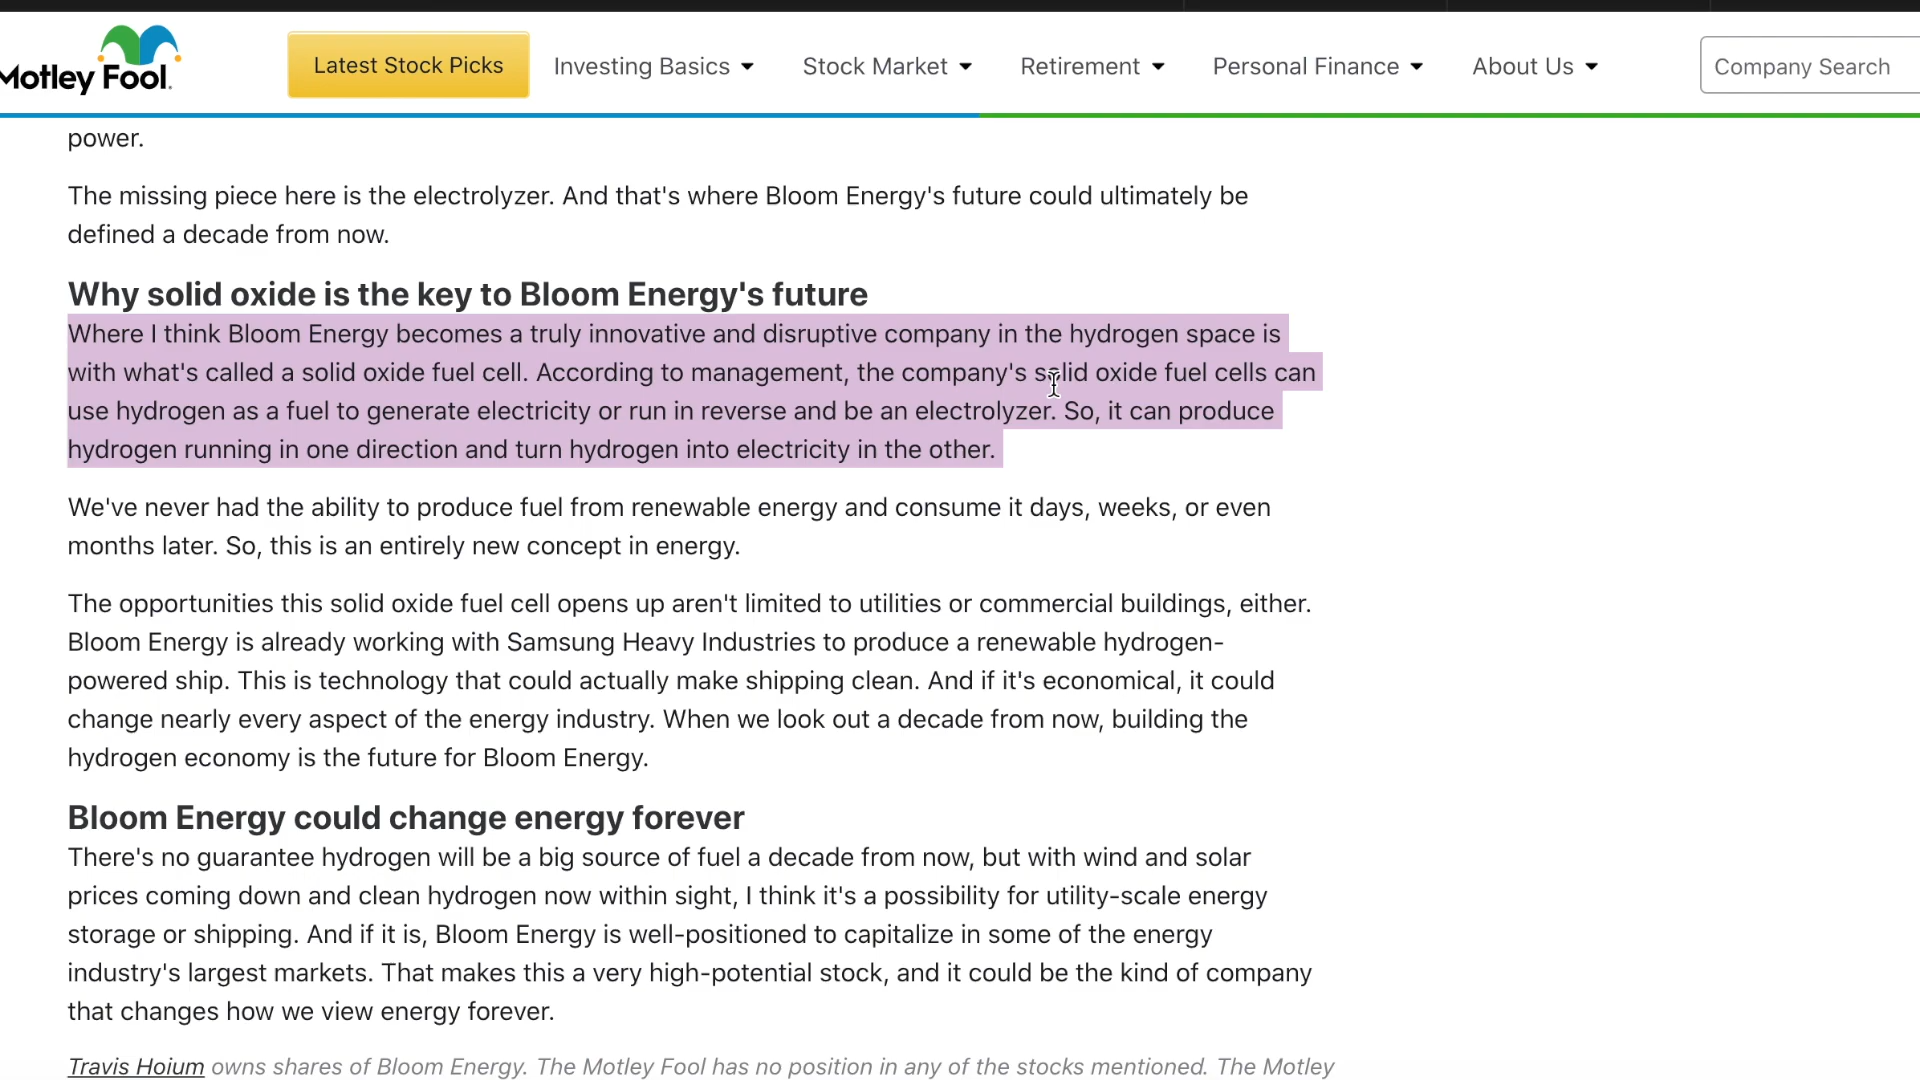 Motley Fool.
Latest Stock Picks
Investing Basics
Stock Market
Retirement
Personal Finance
About Us
Company Search
power.
The missing piece here is the electrolyzer. And that's where Bloom Energy's future could ultimately be
defined a decade from now.
Why solid oxide is the key to Bloom Energy's future
Where I think Bloom Energy becomes a truly innovative and disruptive company in the hydrogen space is
with what's called a solid oxide fuel cell. According to management, the company's solid oxide fuel cells can
use hydrogen as a fuel to generate electricity or run in reverse and be an electrolyzer. So, it can produce
hydrogen running in one direction and turn hydrogen into electricity in the other.
We've never had the ability to produce fuel from renewable energy and consume it days, weeks, or even
months later. So, this is an entirely new concept in energy.
The opportunities this solid oxide fuel cell opens up aren't limited to utilities or commercial buildings, either.
Bloom Energy is already working with Samsung Heavy Industries to produce a renewable hydrogen-
powered ship. This is technology that could actually make shipping clean. And if it's economical, it could
change nearly every aspect of the energy industry. When we look out a decade from now, building the
hydrogen economy is the future for Bloom Energy.
Bloom Energy could change energy forever
There's no guarantee hydrogen will be a big source of fuel a decade from now, but with wind and solar
prices coming down and clean hydrogen now within sight, I think it's a possibility for utility-scale energy
storage or shipping. And if it is, Bloom Energy is well-positioned to capitalize in some of the energy
industry's largest markets. That makes this a very high-potential stock, and it could be the kind of company
that changes how we view energy forever.
Travis Hoium owns shares of Bloom Energy. The Motley Fool has no position in any of the stocks mentioned. The Motley